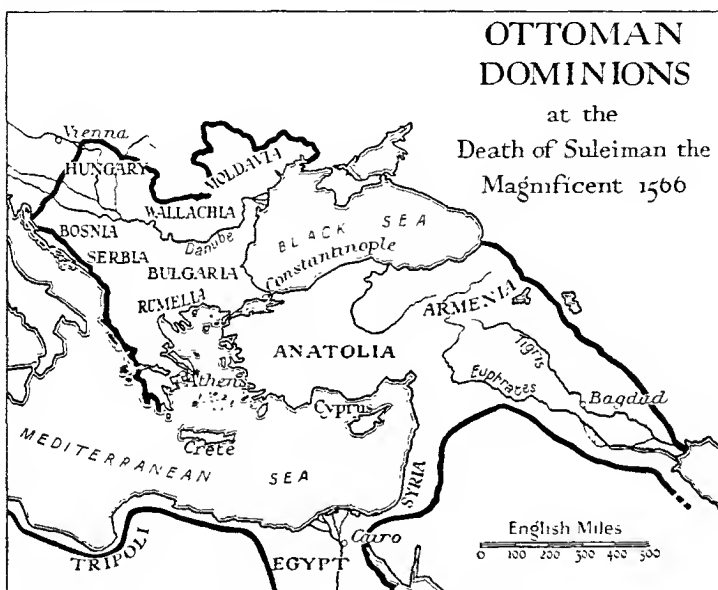 OTTOMAN
DOMINIONS
at the
Death of Suleiman the
Magnificent 1566
Vienna
HUNGARY
MOLDAVIA
WALLACHIA
BOSNIA
SERBIA
Danube
BLACK SEA
Constantinople
BULGARIA
RUMELIA
ARMENIA
ANATOLIA
Tigris
Euphrates
Athens
Bagdad
Cyprus
Crete
MEDITERRANEAN SEA
SYRIA
English Miles
0 100 200 300 400 500
Cairo
TRIPOLI
EGYPT